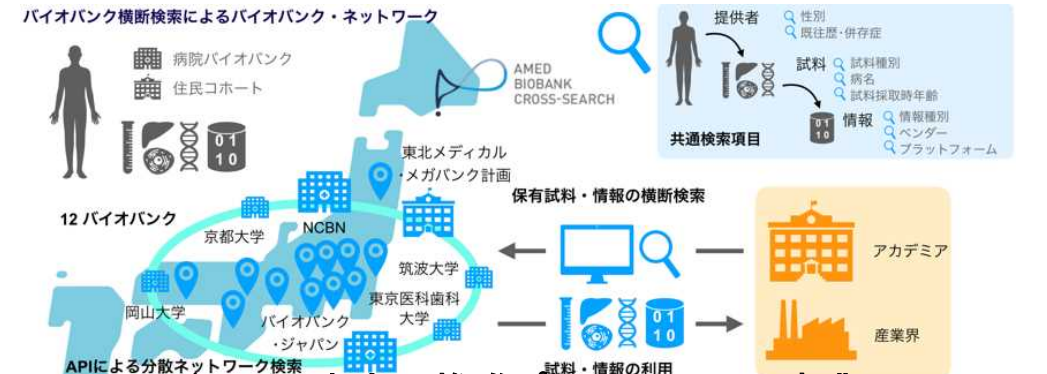 バイオバンク横断検索によるバイオバンク・ネットワーク
病院バイオバンク
住民コホート
AMED
BIOBANK
CROSS-SEARCH
提供者
性別
既往歴・併存症
試料
試料種別
病名
試料採取時年齢
情報
情報種別
ベンダー
プラットフォーム
共通検索項目
01
10
01
10
東北メディカル
・メガバンク計画
12 バイオバンク
京都大学
NCBN
筑波大学
岡山大学
東京医科歯科
大学
バイオバンク
・ジャパン
APIによる分散ネットワーク検索
保有試料・情報の横断検索
01
10
試料・情報の利用
アカデミア
産業界